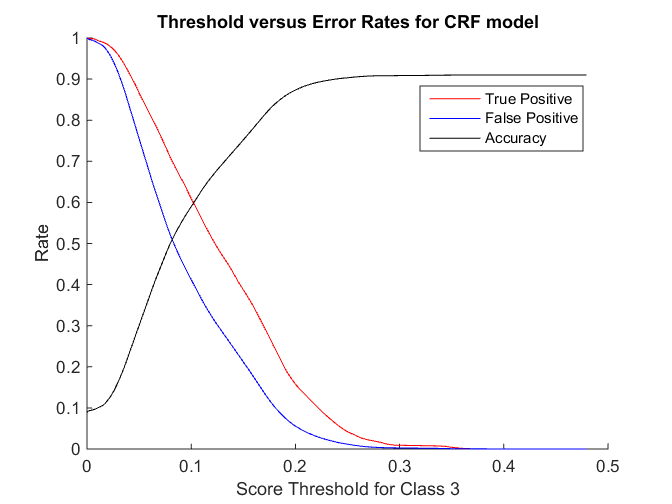 Threshold versus Error Rates for CRF model
1
0.9
0.8
0.7
0.6
0.5
0.4
0.3
0.2
0.1
0
Rate
True Positive
False Positive
Accuracy
0 0.1 0.2 0.3 0.4 0.5
Score Threshold for Class 3